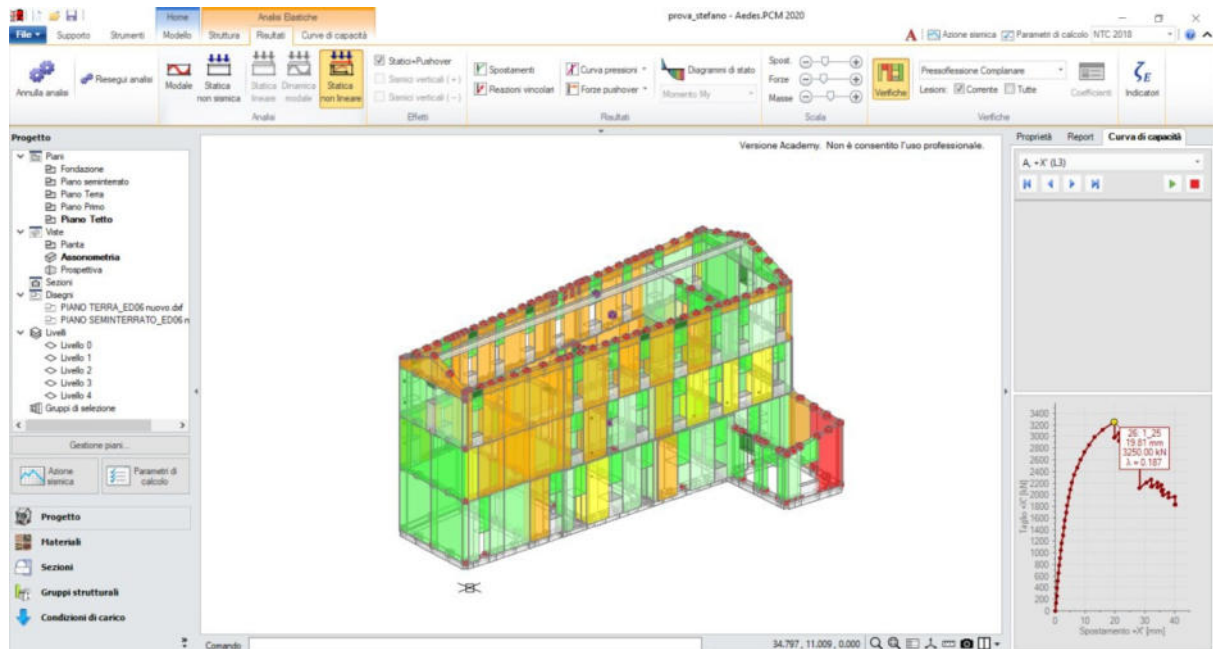 prova_stefano - Aedes.PCM 2020
Home
Analisi Elastiche
File
Supporto
Strumenti
Modello
Struttura
Risultati
Curve di capacità
Azione sismica
Parametri di calcolo
NTC 2018
Annulla analisi
Riesegui analisi
Modale
Statica non sismica
Statica lineare
Dinamica modale
Statica non lineare
Analisi
Statici+Pushover
Sismici verticali (+)
Sismici verticali (-)
Effetti
Spostamenti
Reazioni vincolari
Curva pressioni
Forze pushover
Diagrammi di stato
Momento My
Risultati
Spost.
Forze
Masse
Scala
Verifiche
Pressoflessione Complanare
Lesioni:
Corrente
Tutte
Coefficienti
Verifiche
ζE
Indicatori
Progetto
Piani
Fondazione
Piano seminterrato
Piano Terra
Piano Primo
Piano Tetto
Viste
Pianta
Assonometria
Prospettiva
Sezioni
Disegni
PIANO TERRA_ED06 nuovo.dxf
PIANO SEMINTERRATO_ED06 n
Livelli
Livello 0
Livello 1
Livello 2
Livello 3
Livello 4
Gruppi di selezione
Gestione piani...
Azione sismica
Parametri di calcolo
Progetto
Materiali
Sezioni
Gruppi strutturali
Condizioni di carico
Versione Academy. Non è consentito l'uso professionale.
Comando
34.797, 11.009, 0.000
Proprietà
Report
Curva di capacità
A, +X' (L3)
3400
3200
3000
2800
2600
2400
2200
2000
1800
1600
1400
1200
1000
800
600
400
200
0
Taglio +X' [kN]
26: 1_25
19.81 mm
3250.00 kN
λ = 0.187
0
10
20
30
40
Spostamento +X' [mm]